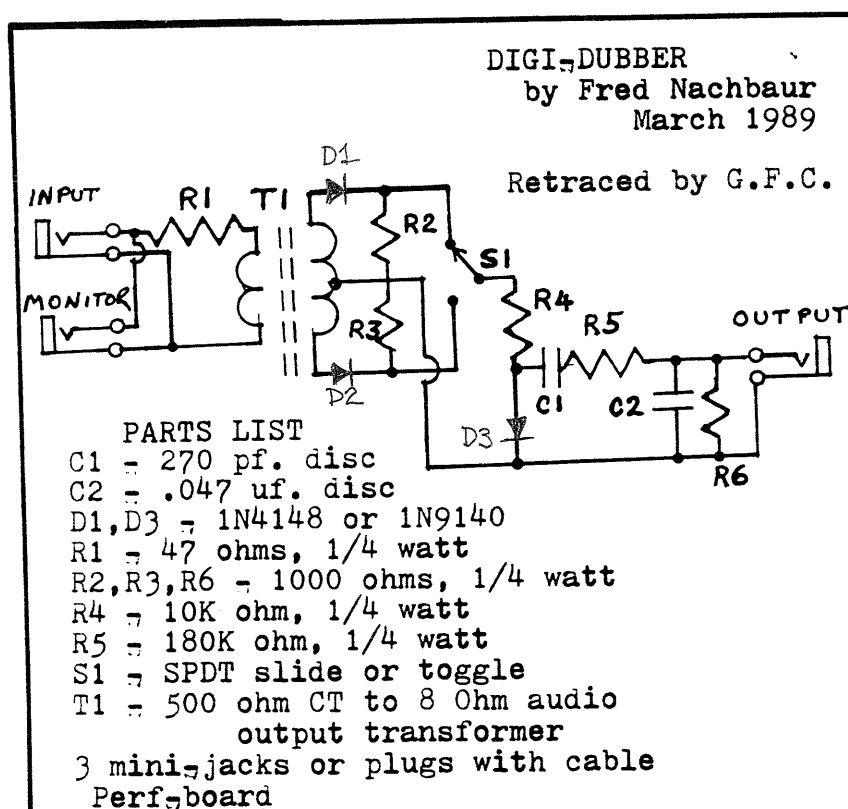 DIGI-DUBBER
by Fred Nachbaur
March 1989
Retraced by G.F.C.
INPUT
R1
T1
D1
R2
S1
R4
MONITOR
R3
D2
R5
OUTPUT
C1
C2
D3
R6
PARTS LIST
C1 - 270 pf. disc
C2 - .047 uf. disc
D1,D3 - 1N4148 or 1N9140
R1 - 47 ohms, 1/4 watt
R2,R3,R6 - 1000 ohms, 1/4 watt
R4 - 10K ohm, 1/4 watt
R5 - 180K ohm, 1/4 watt
S1 - SPDT slide or toggle
T1 - 500 ohm CT to 8 Ohm audio
output transformer
3 mini-jacks or plugs with cable
Perf-board